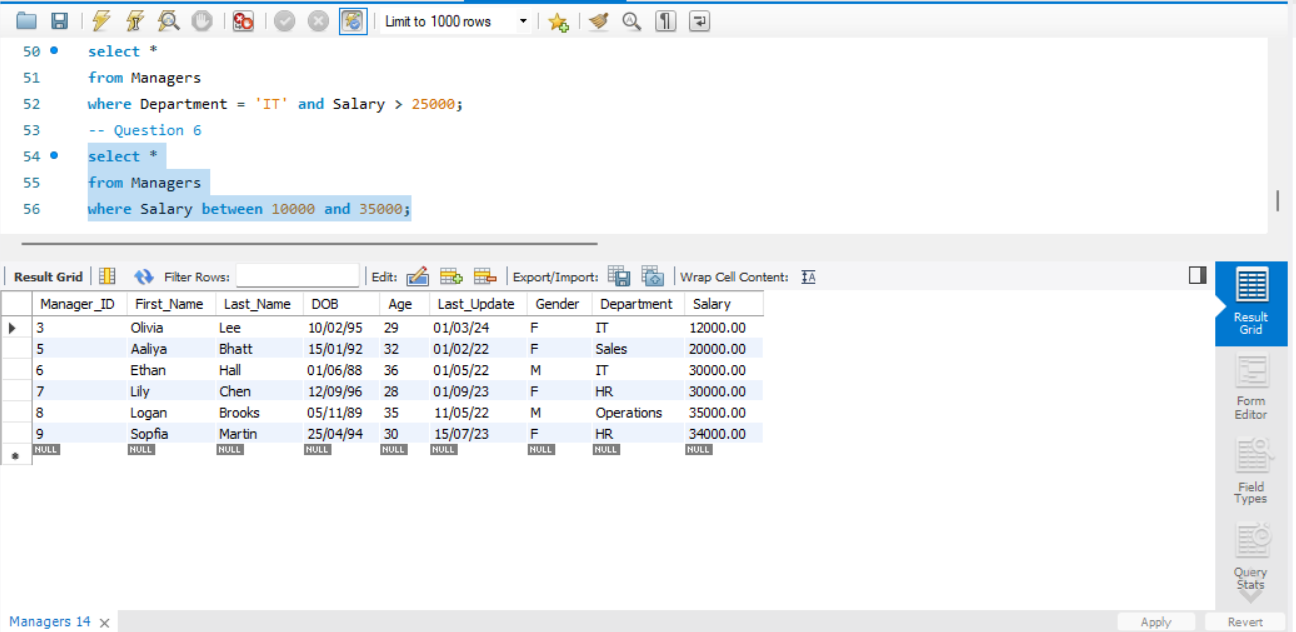 Limit to 1000 rows
50 select *
51 from Managers
52 where Department = 'IT' and Salary > 25000;
53 -- Question 6
54 select *
55 from Managers
56 where Salary between 10000 and 35000;
Result Grid Filter Rows: Edit: Export/Import: Wrap Cell Content: IA
Manager_ID First_Name Last_Name DOB Age Last_Update Gender Department Salary
3 Olivia Lee 10/02/95 29 01/03/24 F IT 12000.00
5 Aaliya Bhatt 15/01/92 32 01/02/22 F Sales 20000.00
6 Ethan Hall 01/06/88 36 01/05/22 M IT 30000.00
7 Lily Chen 12/09/96 28 01/09/23 F HR 30000.00
8 Logan Brooks 05/11/89 35 11/05/22 M Operations 35000.00
9 Sopfia Martin 25/04/94 30 15/07/23 F HR 34000.00
NULL NULL NULL NULL NULL NULL NULL NULL NULL
Result
Grid
Form
Editor
Field
Types
Query
Stats
Managers 14
Apply Revert